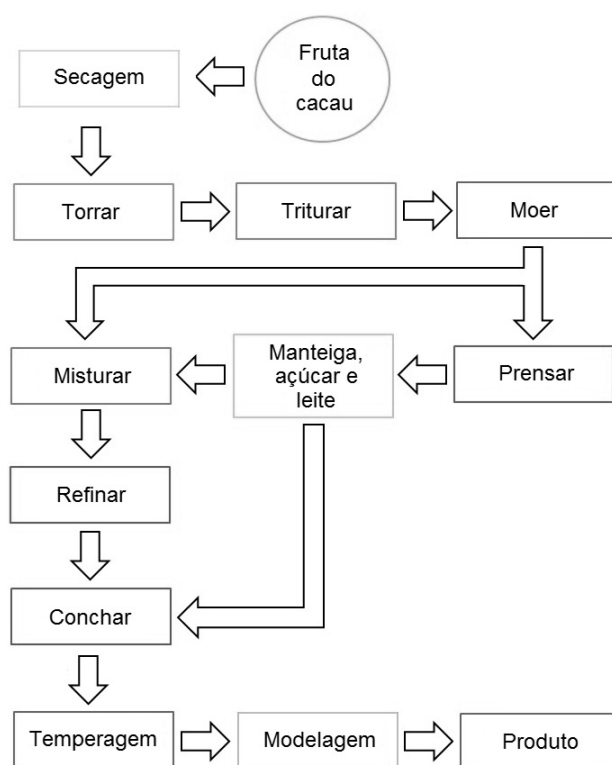 Fruta
do
cacau
Secagem
Torrar
Triturar
Moer
Misturar
Manteiga,
açúcar e
leite
Prensar
Refinar
Conchar
Temperagem
Modelagem
Produto